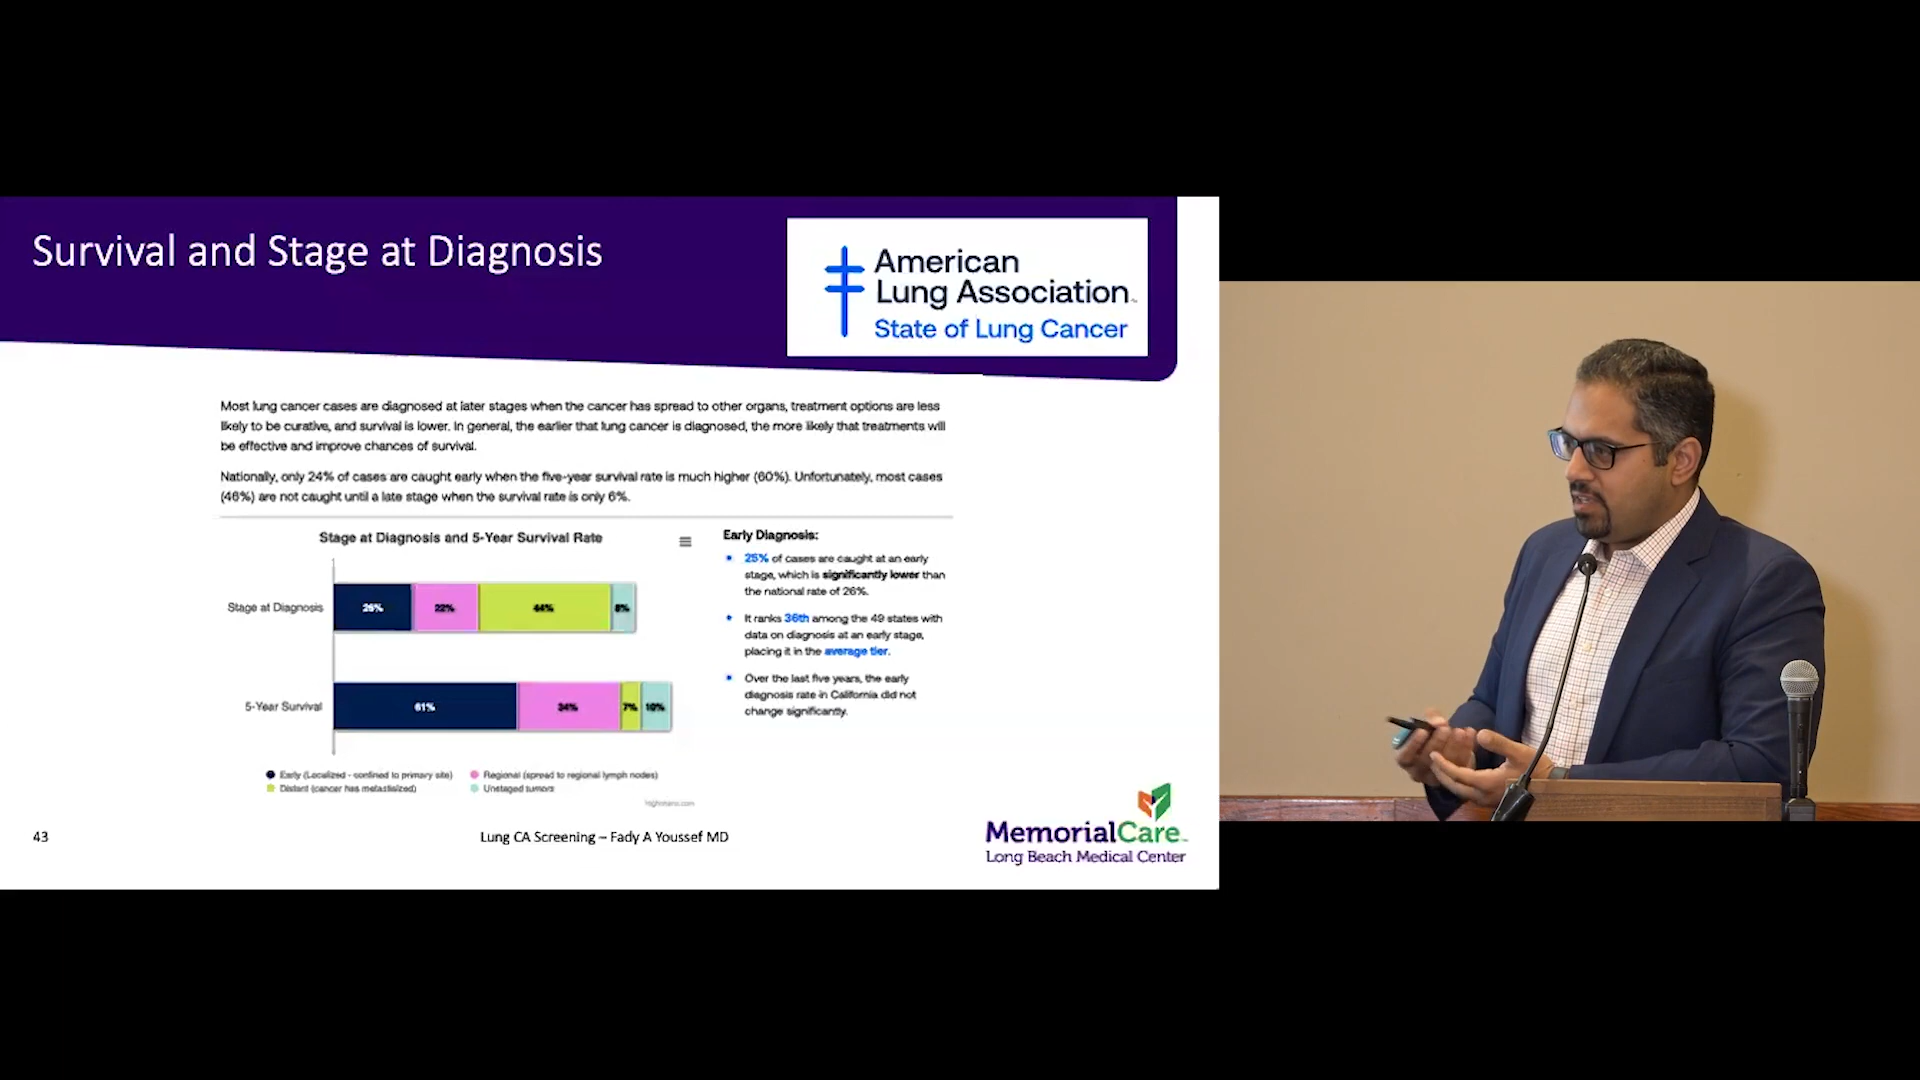 Survival and Stage at Diagnosis
American
Lung Association
State of Lung Cancer
Most lung cancer cases are diagnosed at later stages when the cancer has spread to other organs, treatment options are less
likely to be curative, and survival is lower. In general, the earlier that lung cancer is diagnosed, the more likely that treatments will
be effective and improve chances of survival.
Nationally, only 24% of cases are caught early when the five-year survival rate is much higher (60%). Unfortunately, most cases
(46%) are not caught until a late stage when the survival rate is only 6%.
Stage at Diagnosis and 5-Year Survival Rate
Stage at Diagnosis
22%
44%
8%
5-Year Survival
61%
34%
7%
10%
Early (Localized - confined to primary site)
Regional (spread to regional lymph nodes)
Distant (cancer has metastisized)
Unstaged tumors
Early Diagnosis:
25% of cases are caught at an early
stage, which is significantly lower than
the national rate of 26%.
It ranks 36th among the 49 states with
data on diagnosis at an early stage,
placing it in the average tier.
Over the last five years, the early
diagnosis rate in California did not
change significantly.
43
Lung CA Screening – Fady A Youssef MD
MemorialCare
Long Beach Medical Center